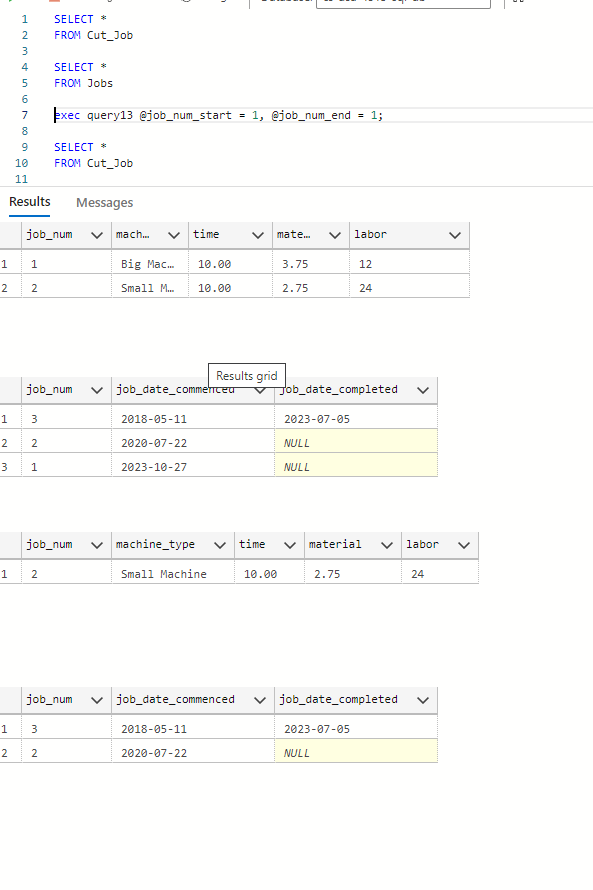 1 SELECT *
2 FROM Cut_Job
3
4 SELECT *
5 FROM Jobs
6
7 exec query13 @job_num_start = 1, @job_num_end = 1;
8
9 SELECT *
10 FROM Cut_Job
11
Results Messages
job_num mach… time mate… labor
1 1 Big Mac… 10.00 3.75 12
2 2 Small M… 10.00 2.75 24
Results grid
job_num job_date_commenced job_date_completed
1 3 2018-05-11 2023-07-05
2 2 2020-07-22 NULL
3 1 2023-10-27 NULL
job_num machine_type time material labor
1 2 Small Machine 10.00 2.75 24
job_num job_date_commenced job_date_completed
1 3 2018-05-11 2023-07-05
2 2 2020-07-22 NULL